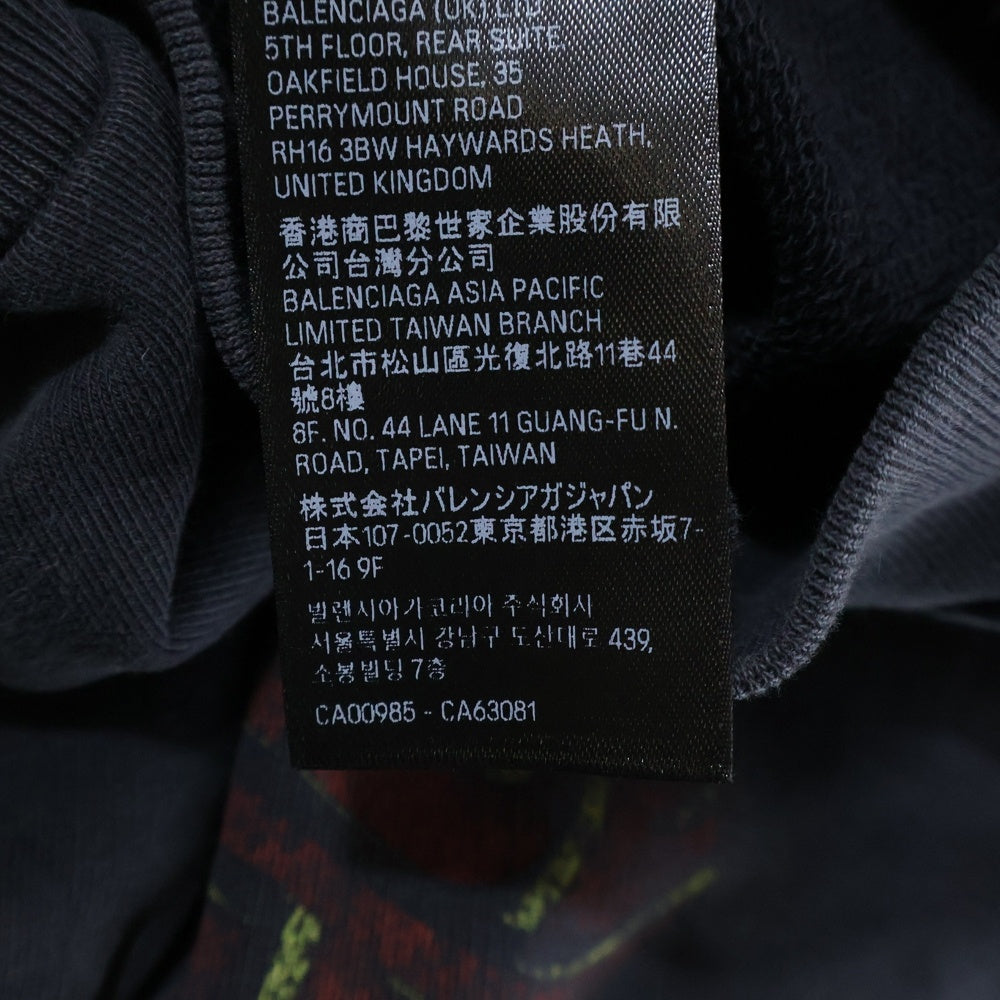 BALENCIAGA (UK) LTD
5TH FLOOR, REAR SUITE,
OAKFIELD HOUSE, 35
PERRYMOUNT ROAD
RH16 3BW HAYWARDS HEATH,
UNITED KINGDOM
香港商巴黎世家企業股份有限
公司台灣分公司
BALENCIAGA ASIA PACIFIC
LIMITED TAIWAN BRANCH
台北市松山區光復北路11巷44
號8樓
8F. NO. 44 LANE 11 GUANG-FU N.
ROAD, TAPEI, TAIWAN
株式会社バレンシアガジャパン
日本107-0052東京都港区赤坂7-
1-16 9F
발렌시아가코리아 주식회사
서울특별시 강남구 도산대로 439,
소봉빌딩 7층
CA00985 - CA63081